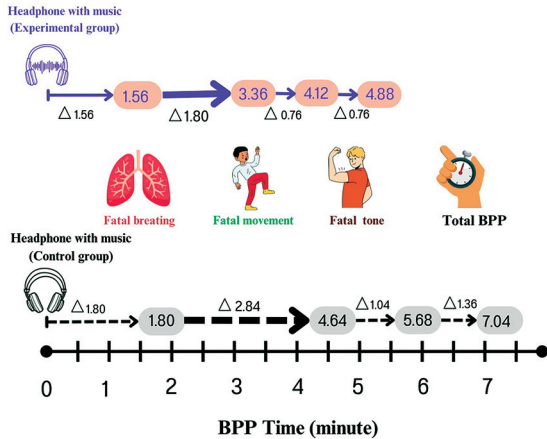 Headphone with music
(Experimental group)
1.56
3.36
4.12
4.88
△1.56
△1.80
△0.76
△0.76
Fatal breating
Fatal movement
Fatal tone
Total BPP
Headphone with music
(Control group)
△1.80
△2.84
△1.04
△1.36
1.80
4.64
5.68
7.04
0 1 2 3 4 5 6 7
BPP Time (minute)